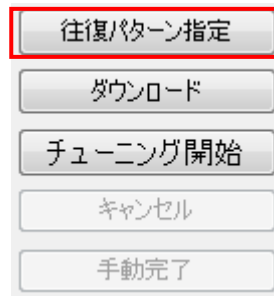 往復パターン指定
ダウンロード
チューニング開始
キャンセル
手動完了